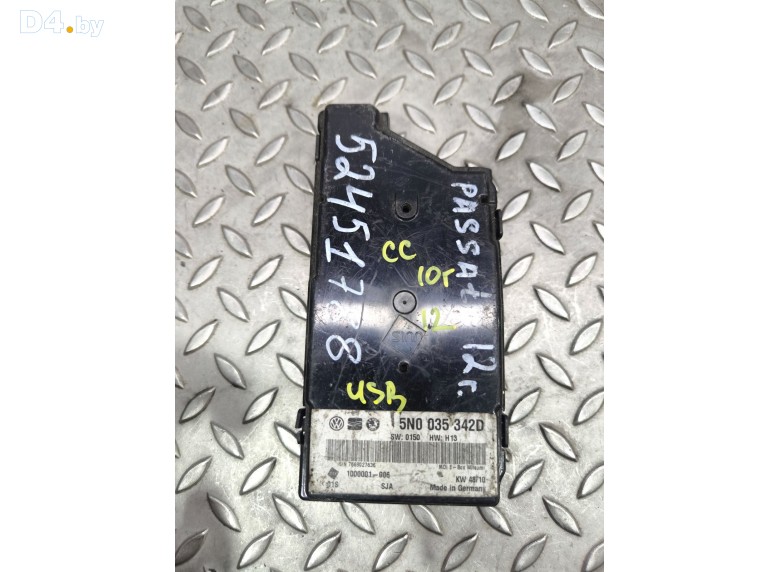 D4.by
5245178
PASSAt 12г.
CC
10г
12
USB
5N0 035 342D
SW: 0150 HW: H13
1000001-006
SJA
KW 48/10
Made in Germany